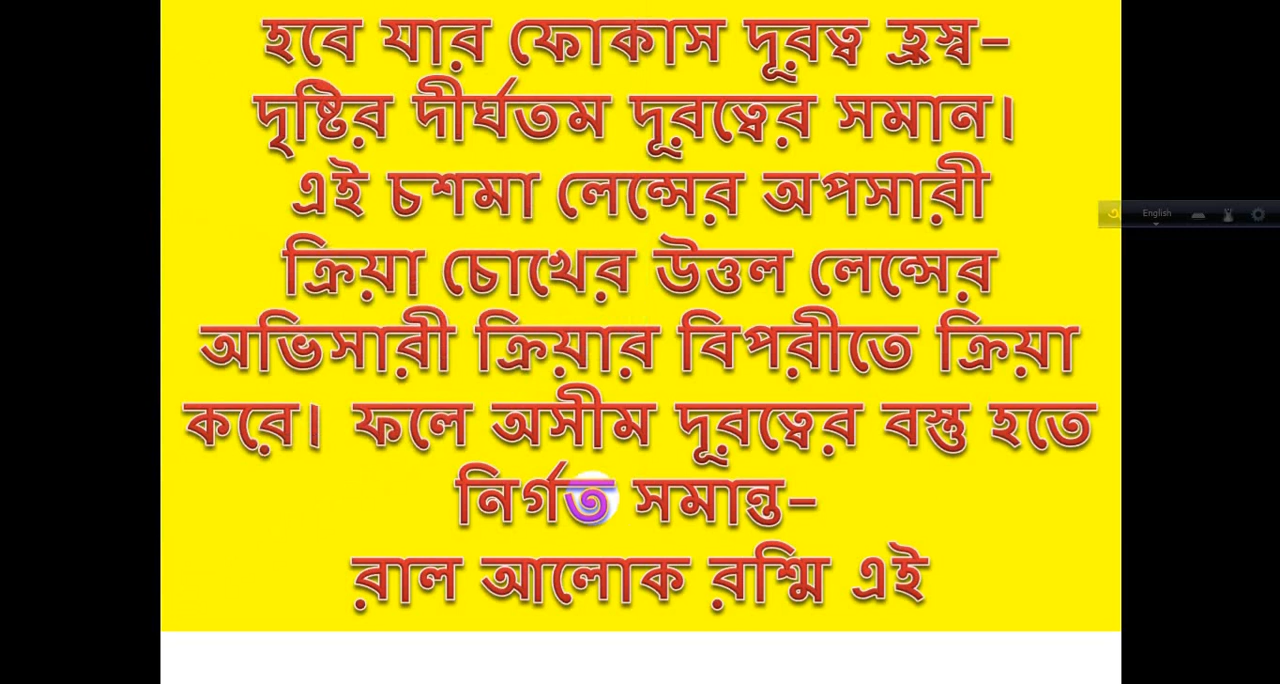 হবে যার ফোকাস দূরত্ব হ্রস্ব-
দৃষ্টির দীর্ঘতম দূরত্বের সমান।
এই চশমা লেন্সের অপসারী
ক্রিয়া চোখের উত্তল লেন্সের
অভিসারী ক্রিয়ার বিপরীতে ক্রিয়া
করে। ফলে অসীম দূরত্বের বস্তু হতে
নির্গত সমান্ত-
রাল আলোক রশ্মি এই
English